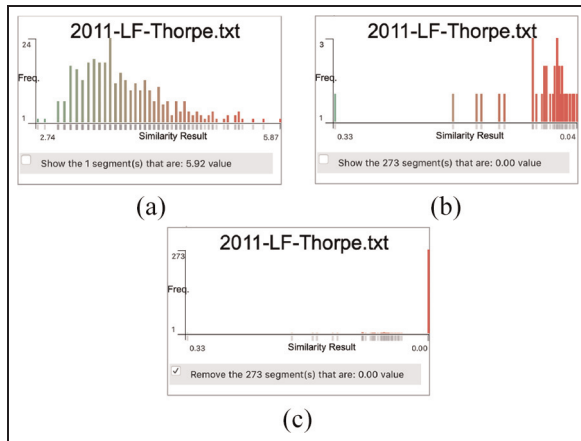 2011-LF-Thorpe.txt
24
Freq.
1
2.74
5.87
Similarity Result
Show the 1 segment(s) that are: 5.92 value
(a)
2011-LF-Thorpe.txt
3
Freq.
1
0.33
0.04
Similarity Result
Show the 273 segment(s) that are: 0.00 value
(b)
2011-LF-Thorpe.txt
273
Freq.
1
0.33
Similarity Result
0.00
Remove the 273 segment(s) that are: 0.00 value
(c)